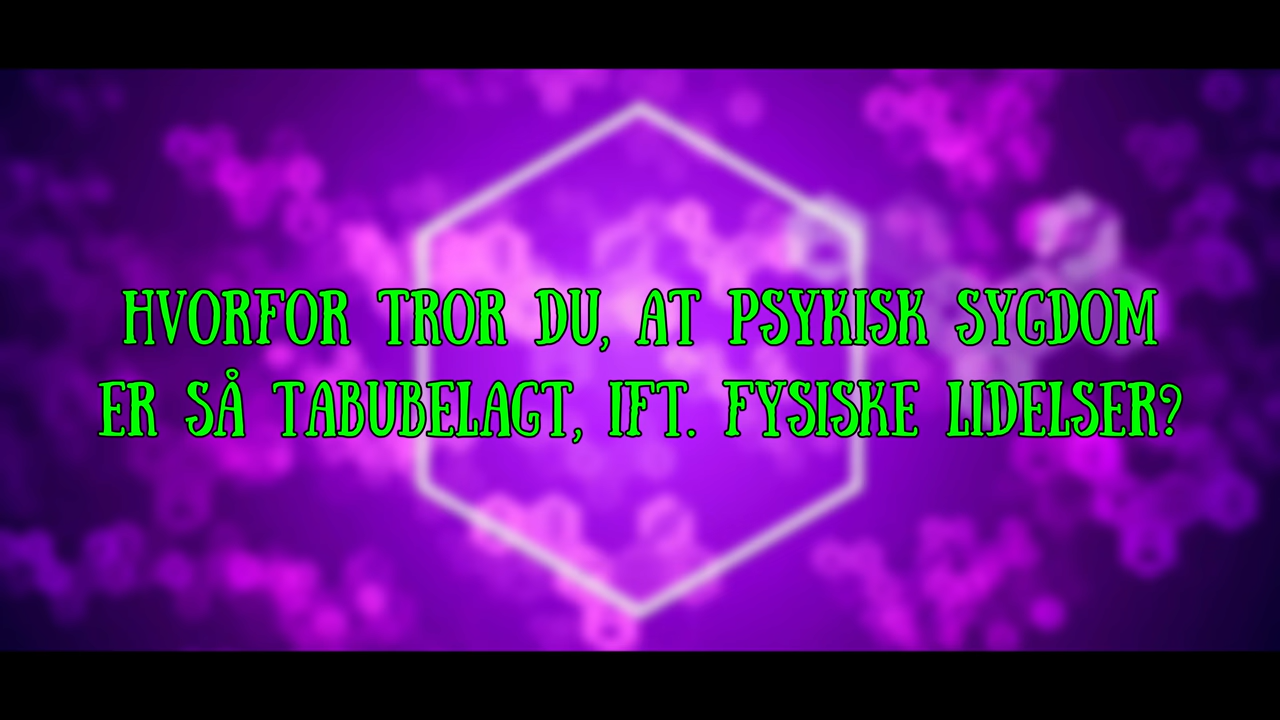 HVORFOR TROR DU, AT PSYKISK SYGDOM
ER SÅ TABUBELAGT, IFT. FYSISKE LIDELSER?